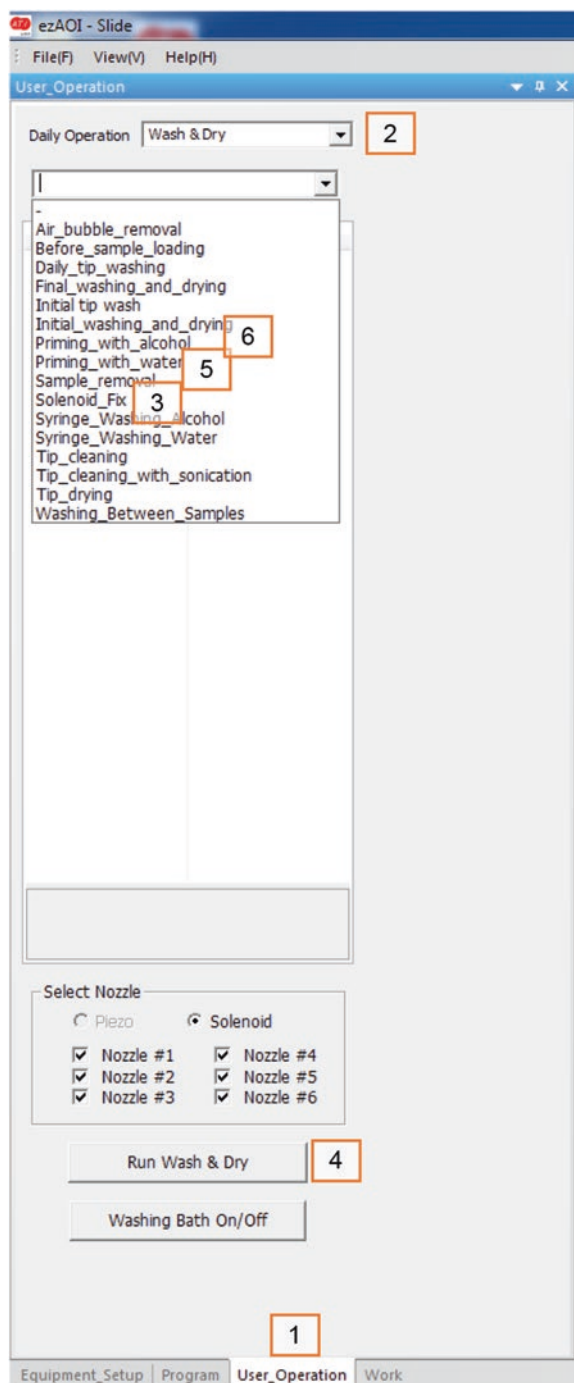 ezAOI - Slide
File(F) View(V) Help(H)
User_Operation
Daily Operation Wash & Dry 2
-
Air_bubble_removal
Before_sample_loading
Daily_tip_washing
Final_washing_and_drying
Initial tip wash
Initial_washing_and_drying
6
Priming_with_alcohol
Priming_with_water
5
Sample_removal
Solenoid_Fix 3
Syringe_Washing_Alcohol
Syringe_Washing_Water
Tip_cleaning
Tip_cleaning_with_sonication
Tip_drying
Washing_Between_Samples
Select Nozzle
Piezo Solenoid
Nozzle #1 Nozzle #4
Nozzle #2 Nozzle #5
Nozzle #3 Nozzle #6
Run Wash & Dry 4
Washing Bath On/Off
1
Equipment_Setup Program User_Operation Work